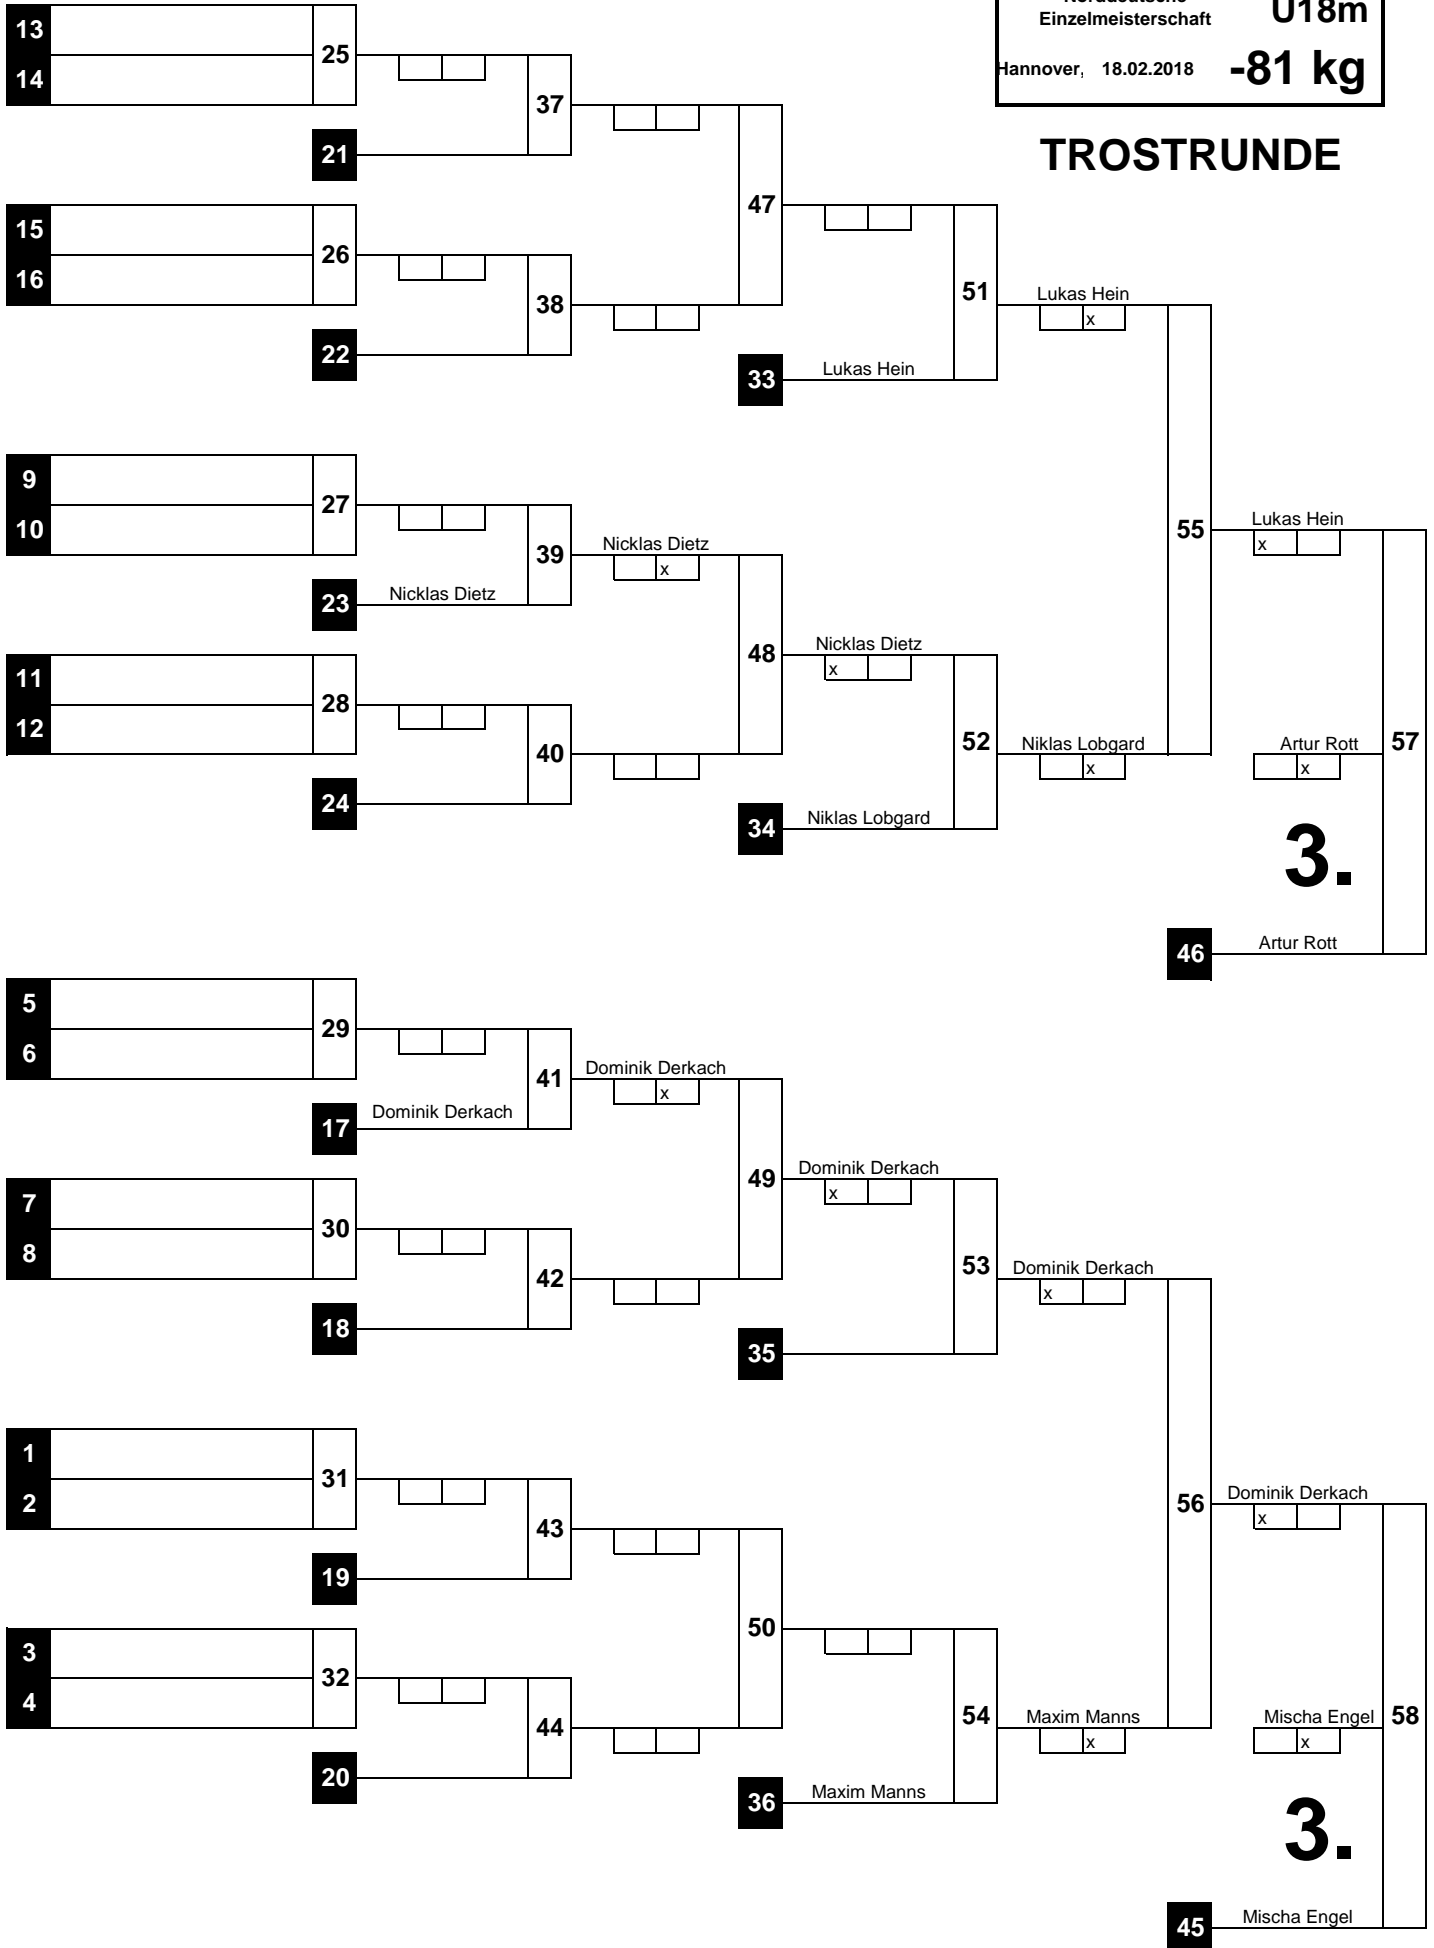 Norddeutsche
Einzelmeisterschaft U18m
Hannover, 18.02.2018 -81 kg
TROSTRUNDE
13
14
25
21
37
15
16
26
22
38
47
33 Lukas Hein
51
Lukas Hein
x
9
10
27
23 Nicklas Dietz
39
Nicklas Dietz
x
11
12
28
24
40
48
Nicklas Dietz
x
34 Niklas Lobgard
52
Niklas Lobgard
x
55
Lukas Hein
x
57
Artur Rott
x
3.
46 Artur Rott
5
6
29
17 Dominik Derkach
41
Dominik Derkach
x
7
8
30
18
42
49
Dominik Derkach
x
35
53
Dominik Derkach
x
1
2
31
19
43
3
4
32
20
44
50
36 Maxim Manns
54
Maxim Manns
x
56
Dominik Derkach
x
58
Mischa Engel
x
3.
45 Mischa Engel